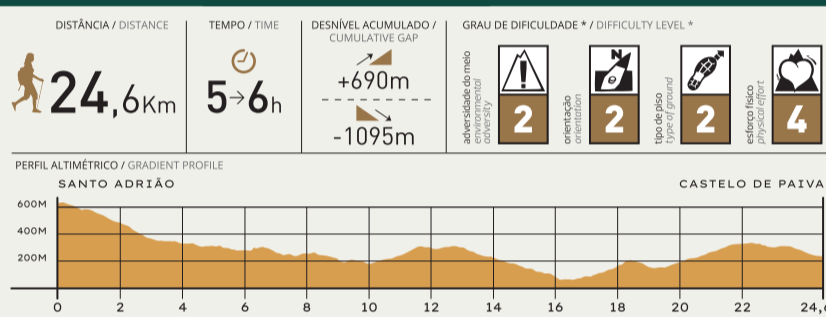 DISTÂNCIA / DISTANCE
24,6Km
TEMPO / TIME
5→6h
DESNÍVEL ACUMULADO /
CUMULATIVE GAP
+690m
-1095m
GRAU DE DIFICULDADE * / DIFFICULTY LEVEL *
adversidade do meio
environmental
adversity
2
orientação
orientation
N
2
tipo de piso
type of ground
2
esforço físico
physical effort
4
PERFIL ALTIMÉTRICO / GRADIENT PROFILE
SANTO ADRIÃO
CASTELO DE PAIVA
600M
400M
200M
0 2 4 6 8 10 12 14 16 18 20 22 24,6